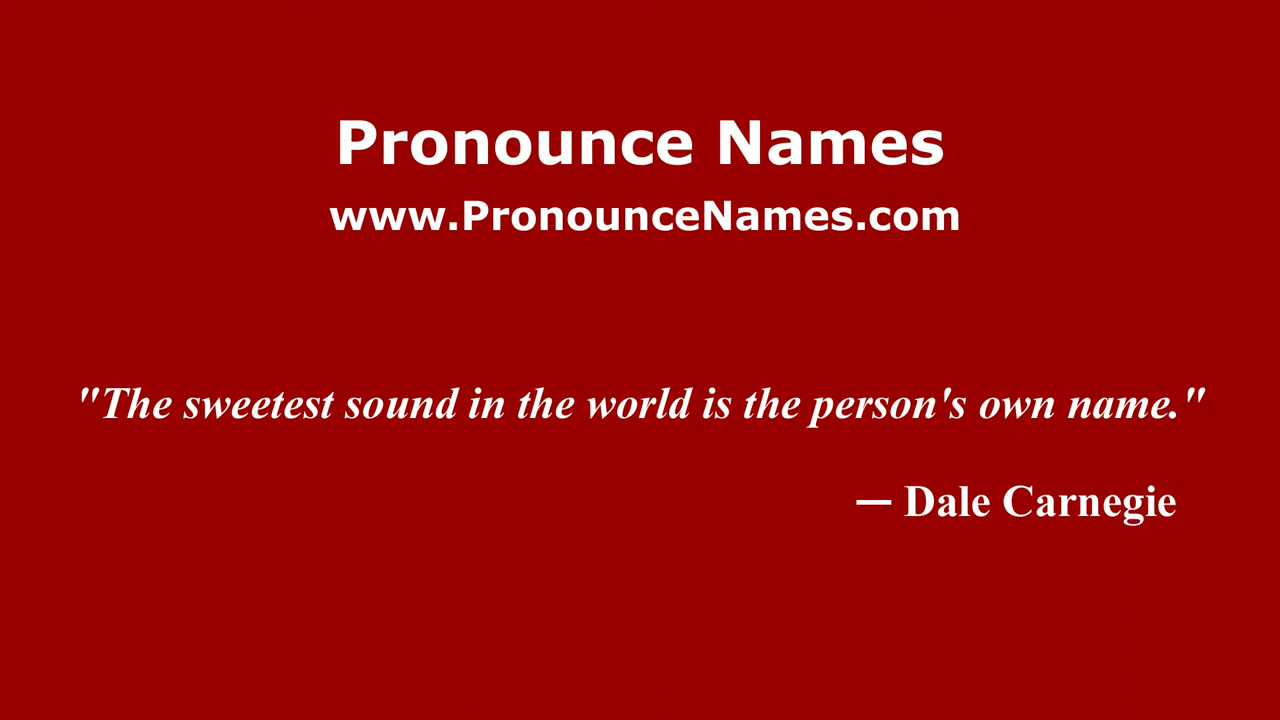 Pronounce Names
www.PronounceNames.com
"The sweetest sound in the world is the person's own name."
— Dale Carnegie